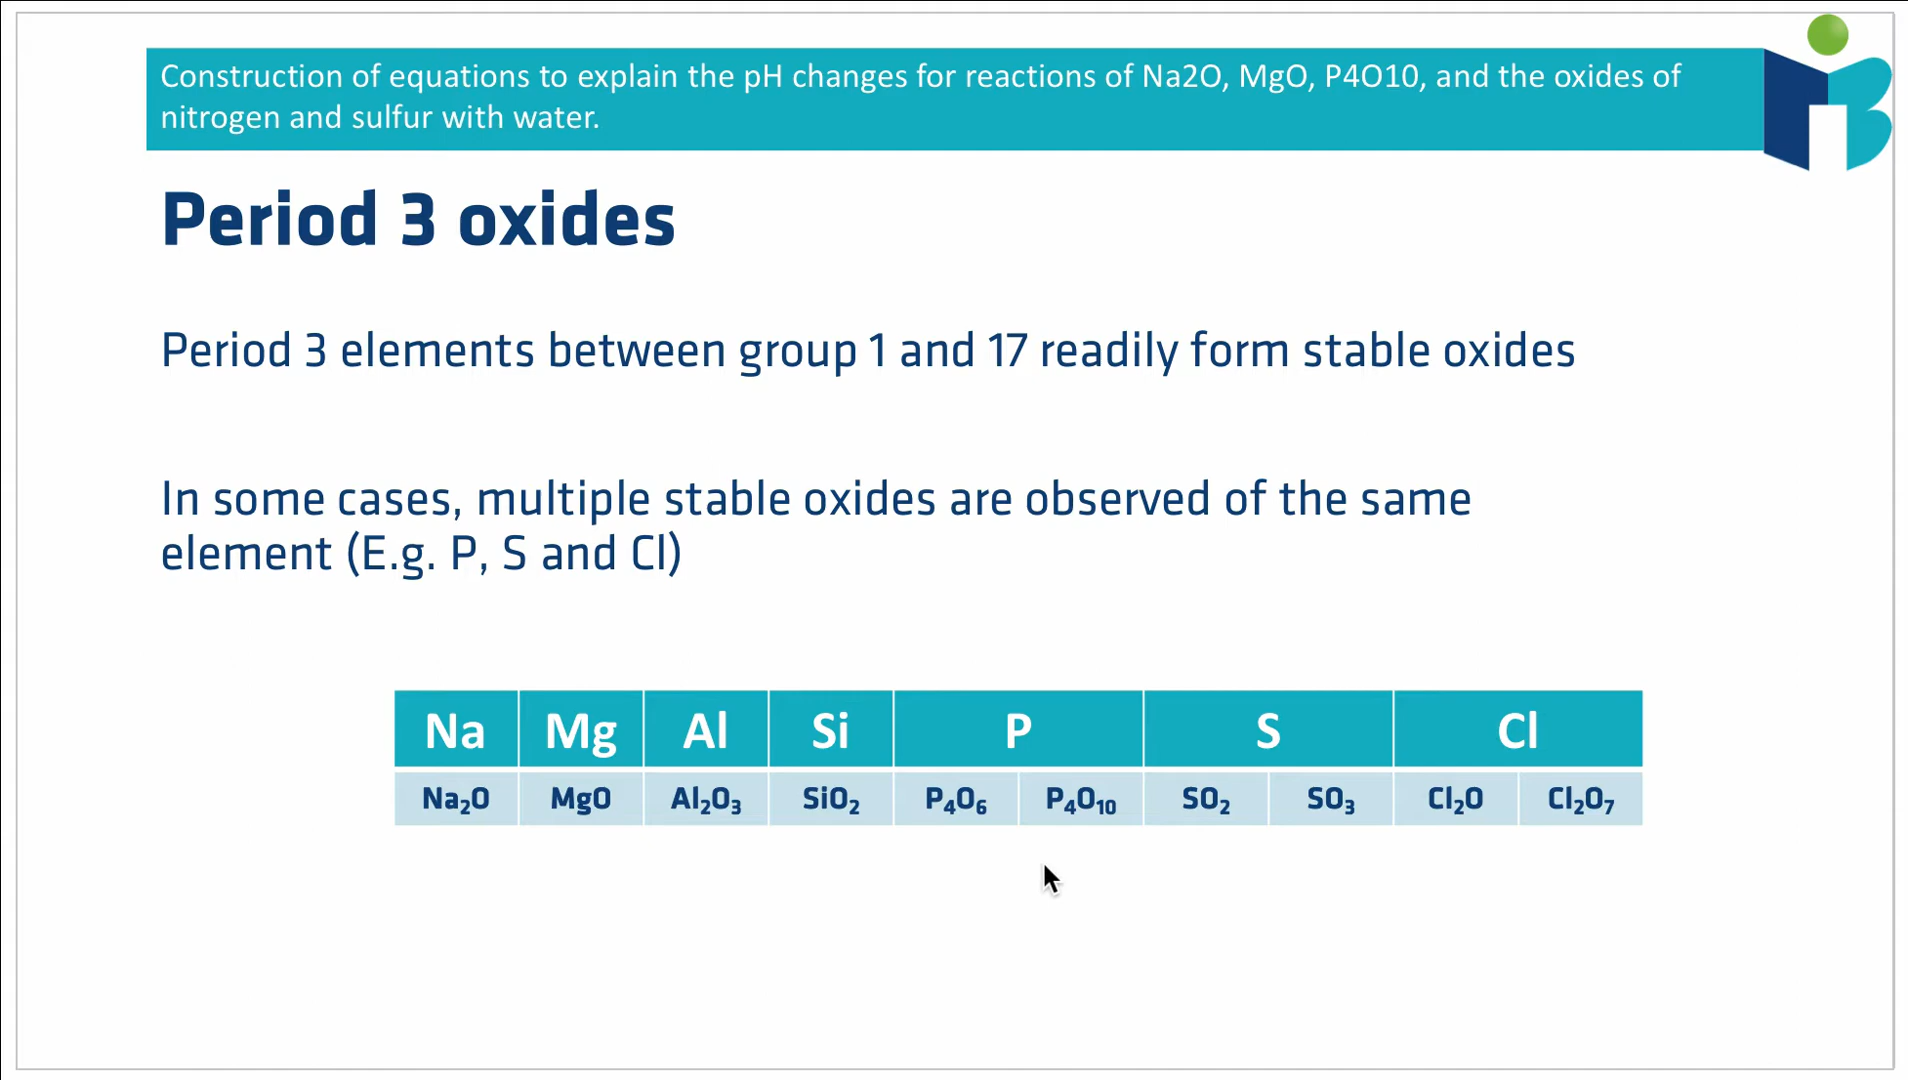 Construction of equations to explain the pH changes for reactions of Na2O, MgO, P4O10, and the oxides of
nitrogen and sulfur with water.
Period 3 oxides
Period 3 elements between group 1 and 17 readily form stable oxides
In some cases, multiple stable oxides are observed of the same
element (E.g. P, S and Cl)
Na Mg Al Si P S Cl
Na₂O MgO Al₂O₃ SiO₂ P₄O₆ P₄O₁₀ SO₂ SO₃ Cl₂O Cl₂O₇